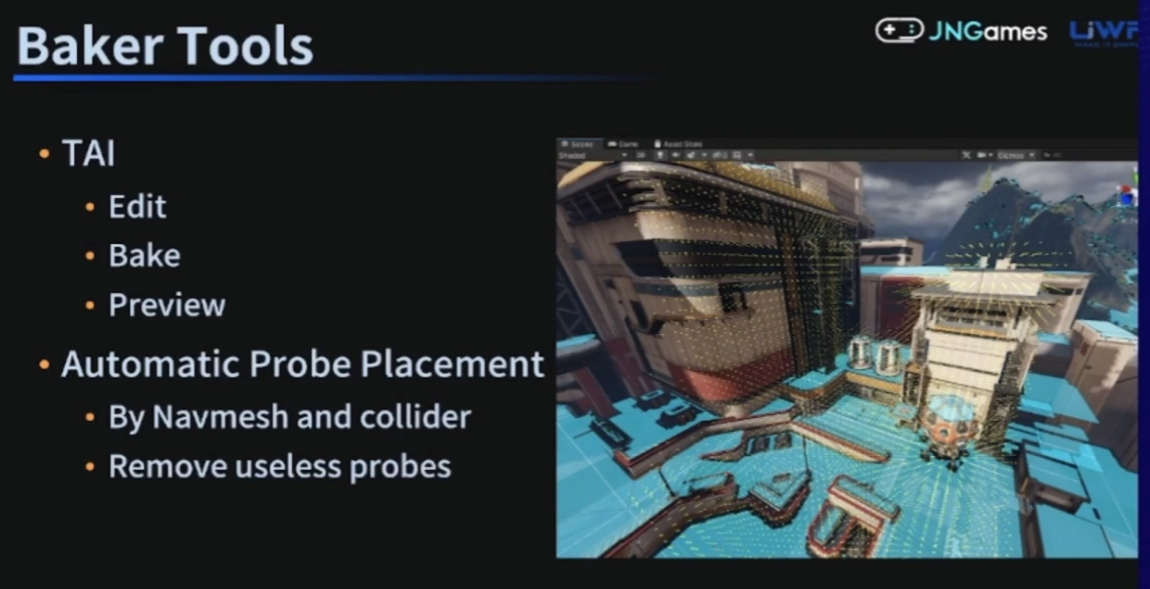 Baker Tools
JNGames
• TAI
• Edit
• Bake
• Preview
• Automatic Probe Placement
• By Navmesh and collider
• Remove useless probes
Scene Game Asset Store
Shaded
2D
Gizmos